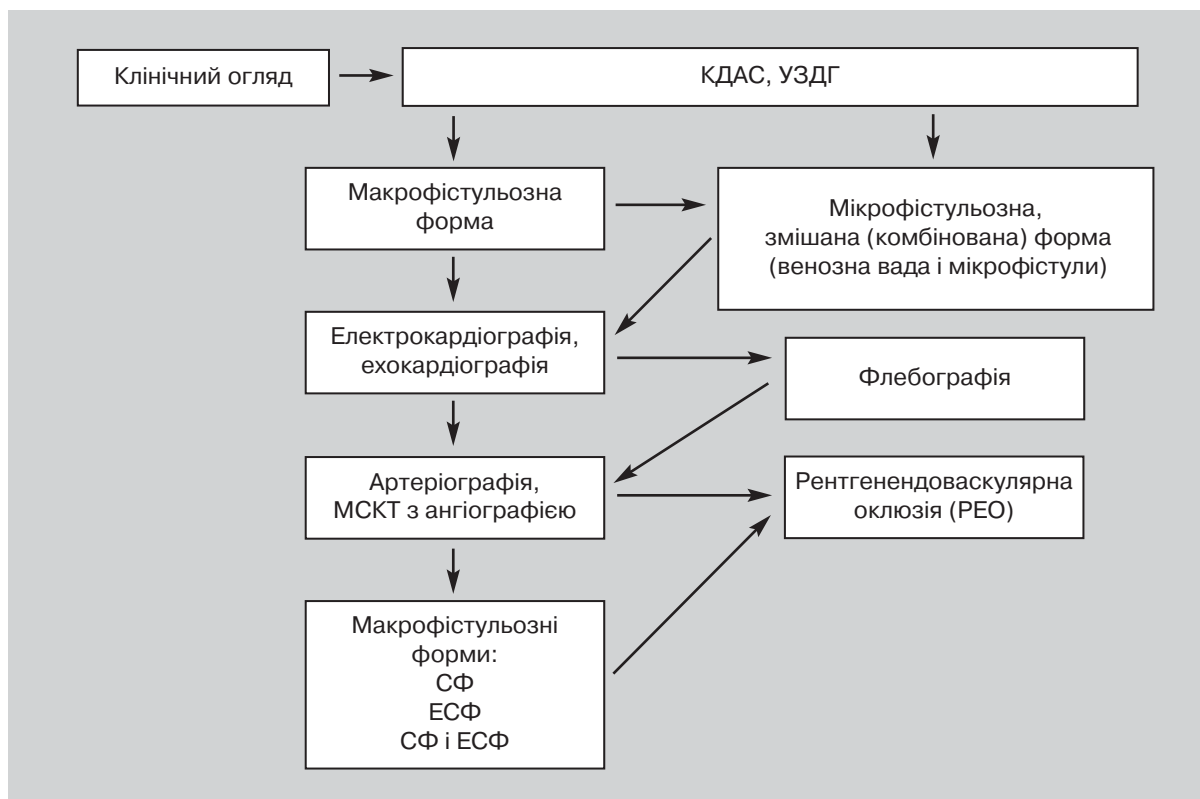 Клінічний огляд
КДАС, УЗДГ
Макрофістульозна
форма
Мікрофістульозна,
змішана (комбінована) форма
(венозна вада і мікрофістули)
Електрокардіографія,
ехокардіографія
Флебографія
Артеріографія,
МСКТ з ангіографією
Рентгенендоваскулярна
оклюзія (РЕО)
Макрофістульозні
форми:
СФ
ЕСФ
СФ і ЕСФ